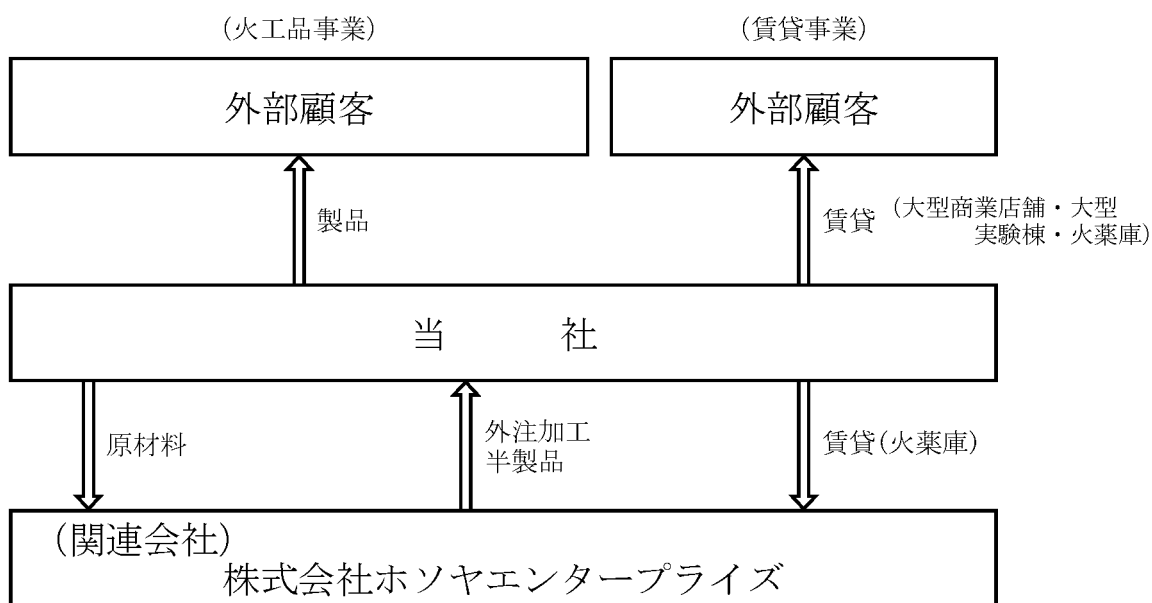 (火工品事業)
(賃貸事業)
外部顧客
外部顧客
製品
賃貸
(大型商業店舗・大型
実験棟・火薬庫)
当 社
原材料
外注加工
半製品
賃貸(火薬庫)
(関連会社)
株式会社ホソヤエンタープライズ